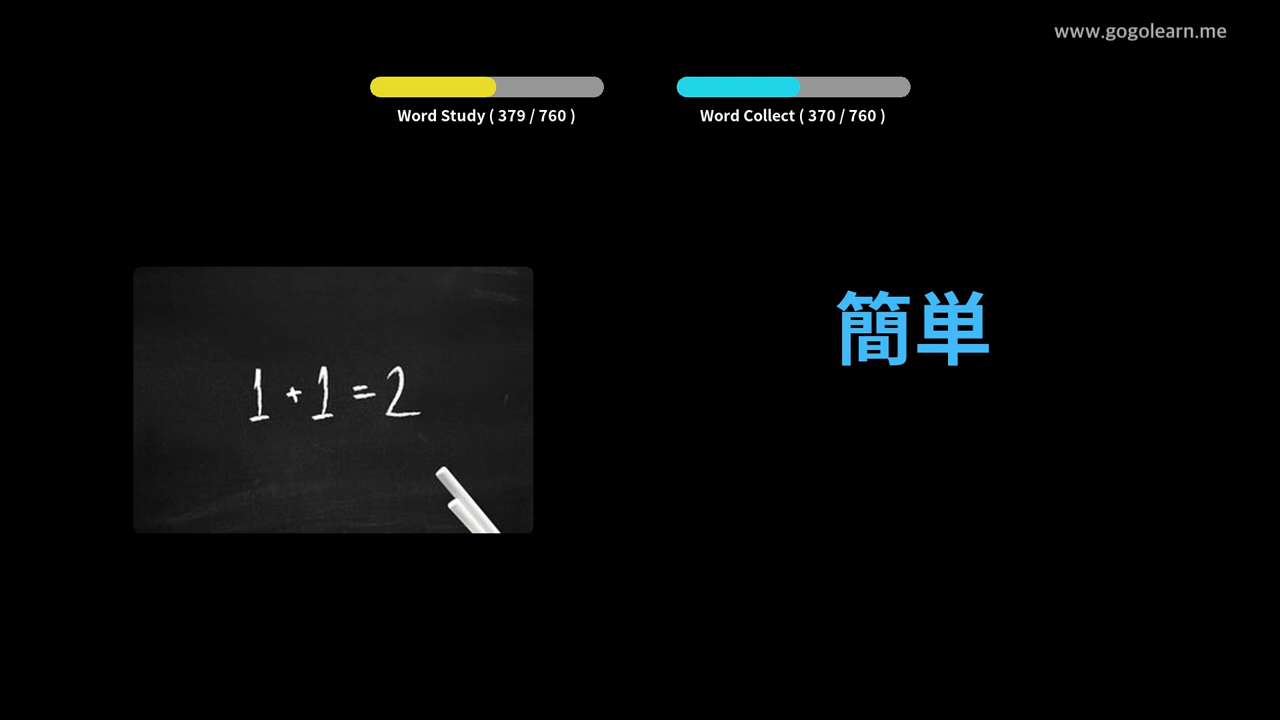 www.gogolearn.me
Word Study ( 379 / 760 )
Word Collect ( 370 / 760 )
簡単
1 + 1 = 2